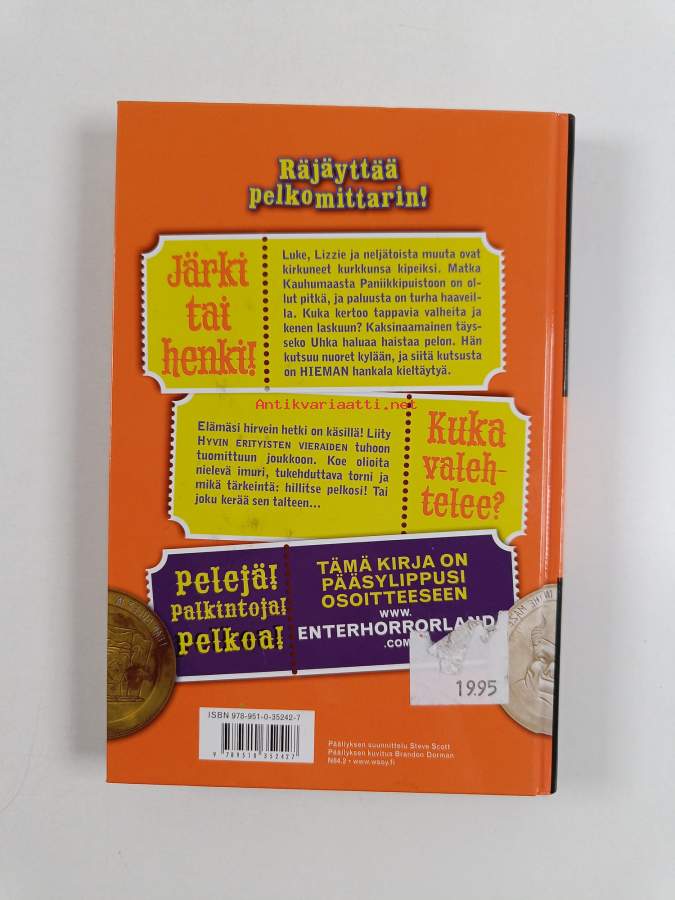 Räjäyttää
pelkomittarin!
Järki
tai
henki!
Luke, Lizzie ja neljätoista muuta ovat
kirkuneet kurkkunsa kipeiksi. Matka
Kauhumaasta Paniikkipuistoon on ol-
lut pitkä, ja paluusta on turha haaveil-
la. Kuka kertoo tappavia valheita ja
kenen laskuun? Kaksinaamainen täys-
seko Uhka haluaa haistaa pelon. Hän
kutsuu nuoret kylään, ja siitä kutsusta
on HIEMAN hankala kieltäytyä.
Antikvariaatti.net
Elämäsi hirvein hetki on käsillä! Liity
HYVIN ERITYISTEN VIERAIDEN tuhoon
tuomittuun joukkoon. Koe olioita
nielevä imuri, tukehduttava torni ja
mikä tärkeintä: hillitse pelkosi! Tai
joku kerää sen talteen...
Kuka
valeh-
telee?
Pelejä!
Palkintoja!
Pelkoa!
TÄMÄ KIRJA ON
PÄÄSYLIPPUSI
OSOITTEESEEN
WWW.
ENTERHORRORLAND
.COM
19.95
ISBN 978-951-0-35242-7
9 789510 352427
Päällyksen suunnittelu Steve Scott
Päällyksen kuvitus Brandon Dorman
N84.2 • www.wsoy.fi